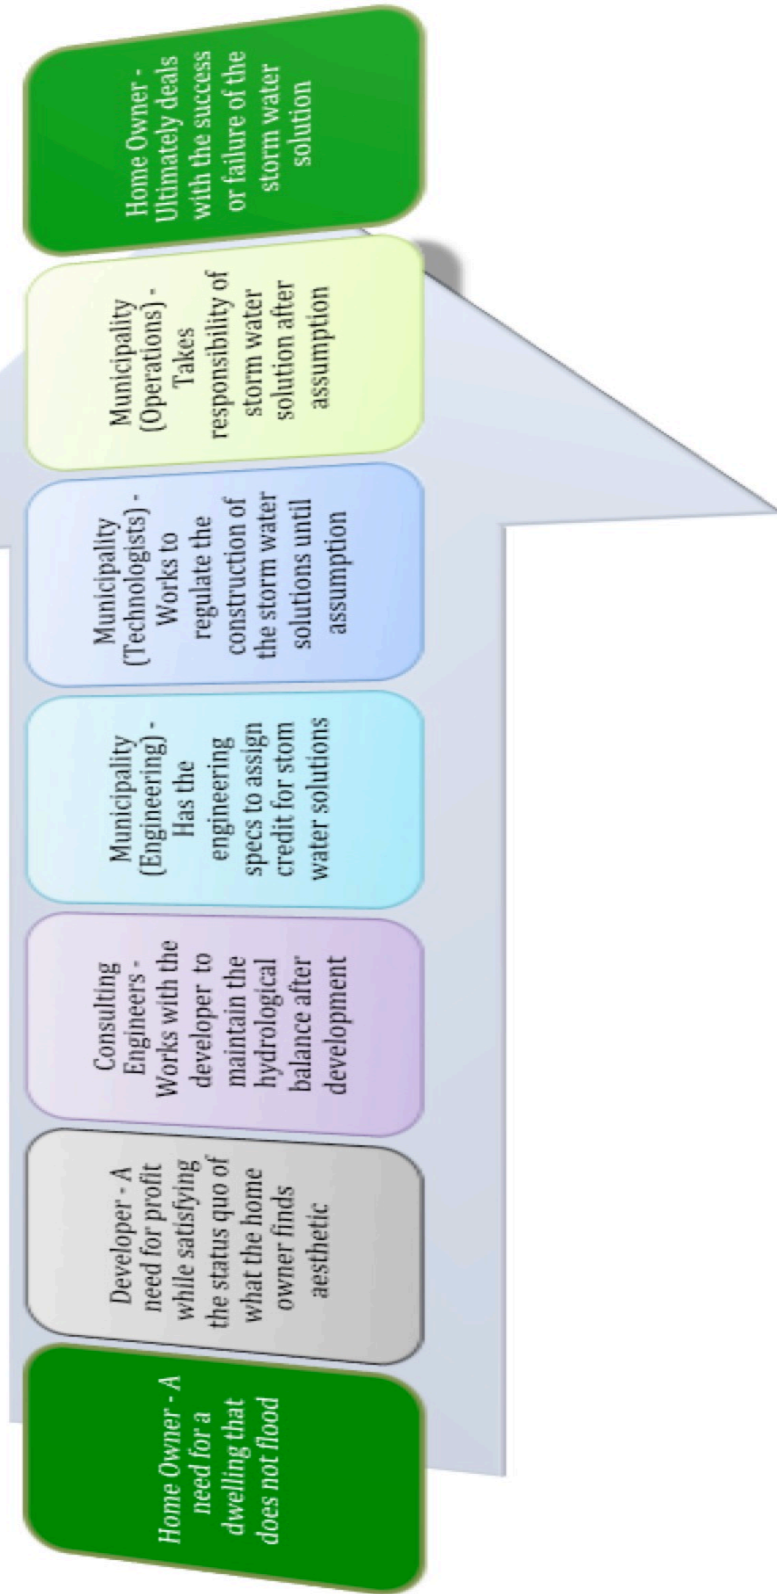 Home Owner - A
need for a
dwelling that
does not flood
Developer - A
need for profit
while satisfying
the status quo of
what the home
owner finds
aesthetic
Consulting
Engineers -
Works with the
developer to
maintain the
hydrological
balance after
development
Municipality
(Engineering) -
Has the
engineering
specs to assign
credit for stom
water solutions
Municipality
(Technologists) -
Works to
regulate the
construction of
the storm water
solutions until
assumption
Municipality
(Operations) -
Takes
responsibility of
storm water
solution after
assumption
Home Owner -
Ultimately deals
with the success
or failure of the
storm water
solution